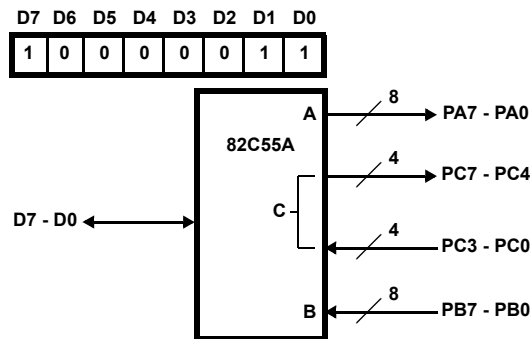 D7 D6 D5 D4 D3 D2 D1 D0
1 0 0 0 0 0 1 1
A 8 PA7 - PA0
82C55A
4 PC7 - PC4
C
D7 - D0
4 PC3 - PC0
B 8 PB7 - PB0